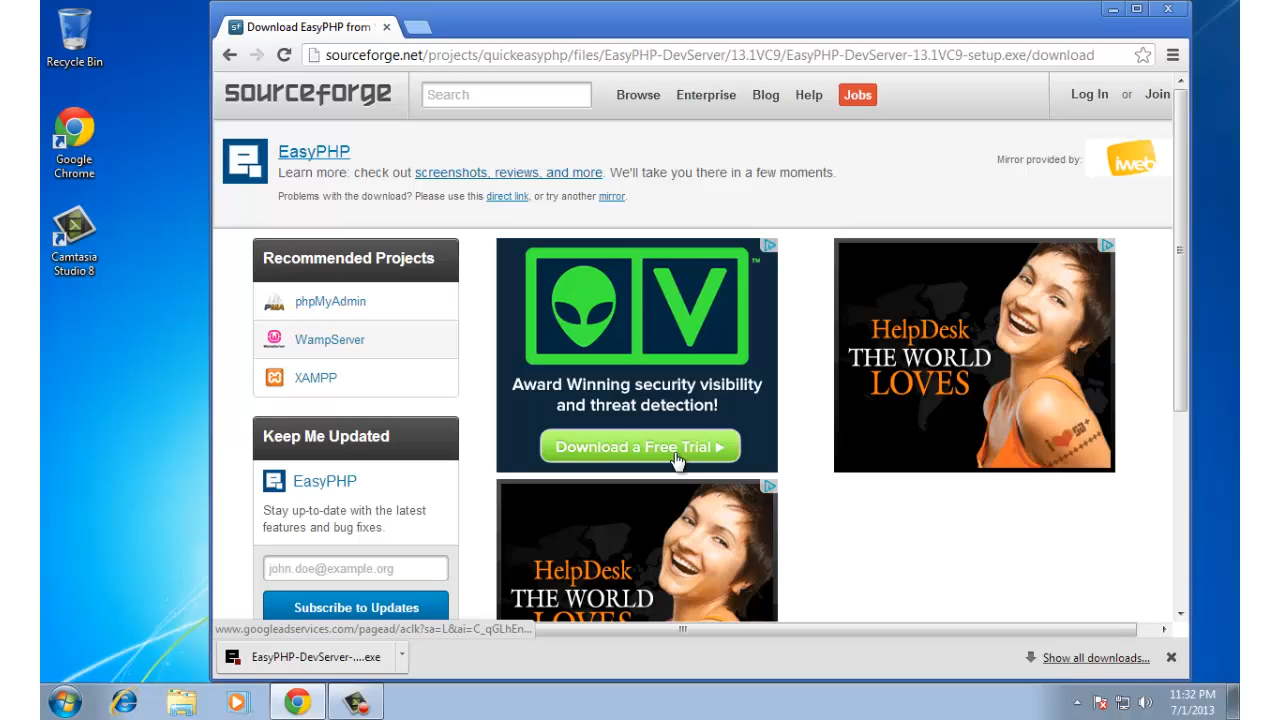 Recycle Bin
Google
Chrome
Camtasia
Studio 8
Download EasyPHP from
sourceforge.net/projects/quickeasyphp/files/EasyPHP-DevServer/13.1VC9/EasyPHP-DevServer-13.1VC9-setup.exe/download
sourceforge
Search
Browse Enterprise Blog Help Jobs
Log In or Join
EasyPHP
Learn more: check out screenshots, reviews, and more. We'll take you there in a few moments.
Problems with the download? Please use this direct link, or try another mirror.
Mirror provided by:
iweb
Recommended Projects
phpMyAdmin
WampServer
XAMPP
Keep Me Updated
EasyPHP
Stay up-to-date with the latest
features and bug fixes.
john.doe@example.org
Subscribe to Updates
V™
Award Winning security visibility
and threat detection!
Download a Free Trial
HelpDesk
THE WORLD
LOVES
HelpDesk
THE WORLD
LOVES
www.googleadservices.com/pagead/aclk?sa=L&ai=C_qGLhEn...
EasyPHP-DevServer-....exe
Show all downloads...
11:32 PM
7/1/2013